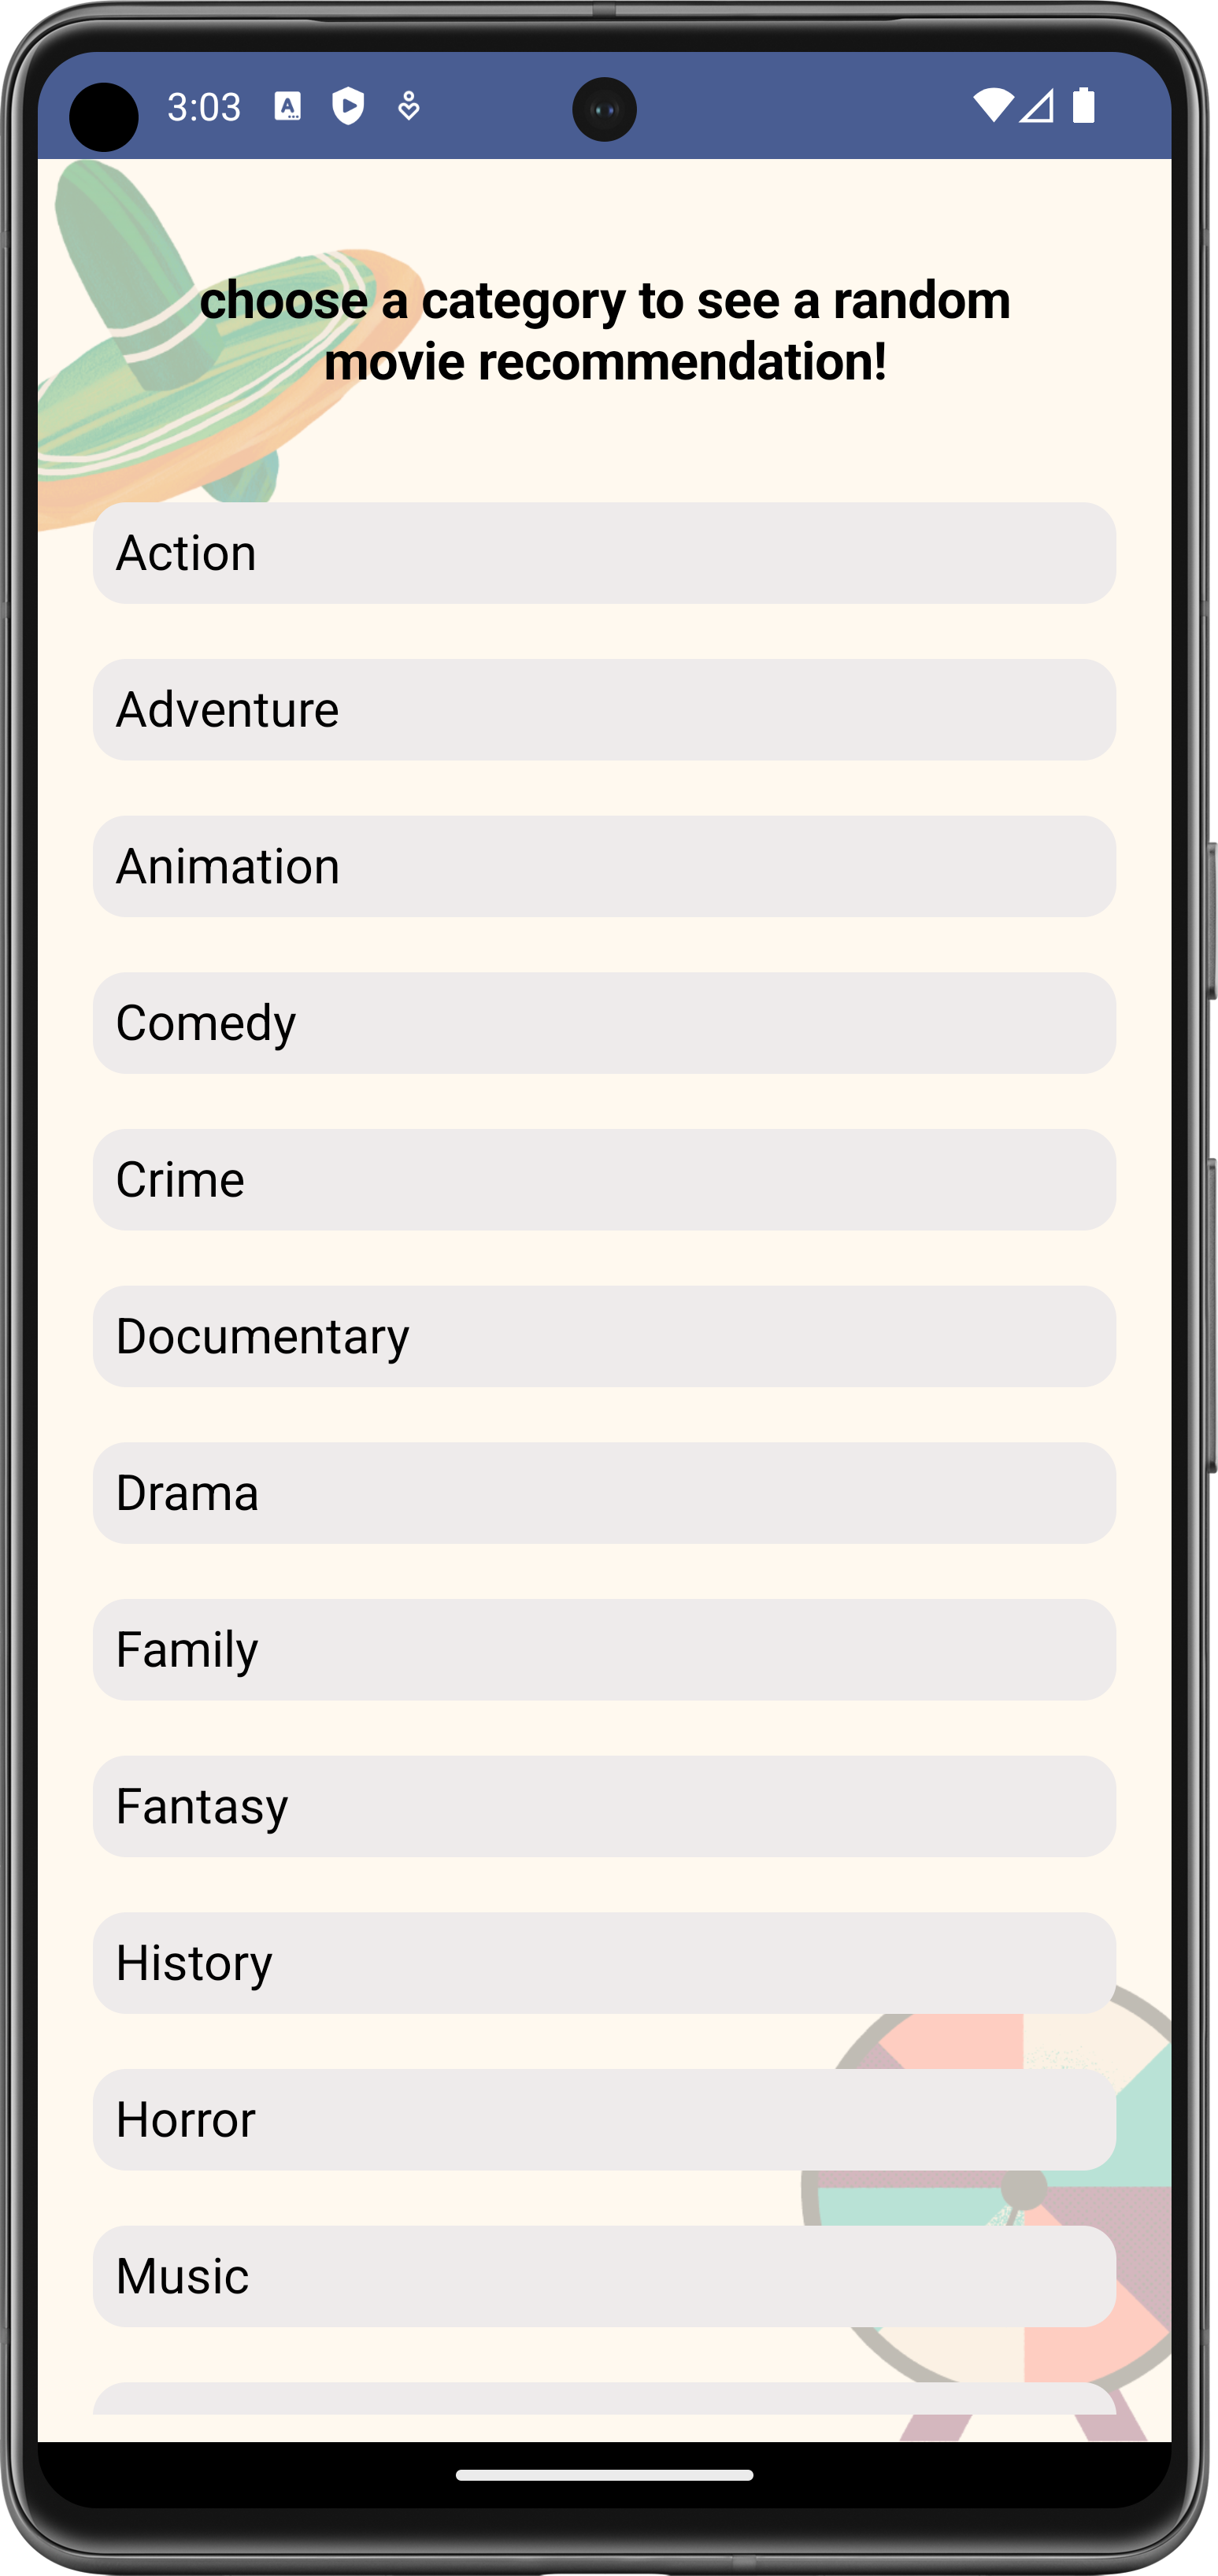 3:03
choose a category to see a random
movie recommendation!
Action
Adventure
Animation
Comedy
Crime
Documentary
Drama
Family
Fantasy
History
Horror
Music